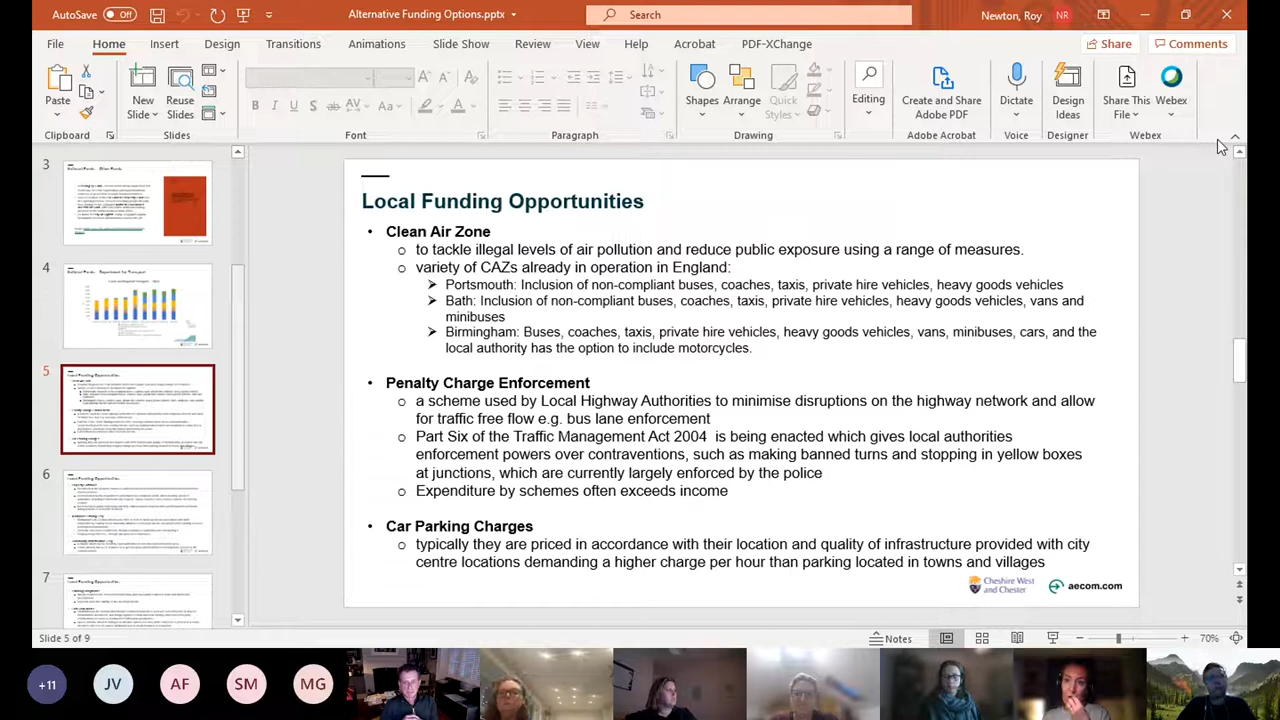 AutoSave Off
Alternative Funding Options.pptx
Search
Newton, Roy NR
File Home Insert Design Transitions Animations Slide Show Review View Help Acrobat PDF-XChange Share Comments
Paste
New Slide
Reuse Slides
Shapes
Arrange
Quick Styles
Editing
Create and Share Adobe PDF
Dictate
Design Ideas
Share This File
Webex
Clipboard Slides Font Paragraph Drawing Adobe Acrobat Voice Designer Webex
3
4
5
6
7
Local Funding Opportunities
• Clean Air Zone
o to tackle illegal levels of air pollution and reduce public exposure using a range of measures.
o variety of CAZs already in operation in England:
➤ Portsmouth: Inclusion of non-compliant buses, coaches, taxis, private hire vehicles, heavy goods vehicles
➤ Bath: Inclusion of non-compliant buses, coaches, taxis, private hire vehicles, heavy goods vehicles, vans and
minibuses
➤ Birmingham: Buses, coaches, taxis, private hire vehicles, heavy goods vehicles, vans, minibuses, cars, and the
local authority has the option to include motorcycles.
• Penalty Charge Enforcement
o a scheme used by Local Highway Authorities to minimise obstructions on the highway network and allow
for traffic free flow, bus lane enforcement
o Part Six of the Traffic Management Act 2004 is being introduced which gives local authorities
enforcement powers over contraventions, such as making banned turns and stopping in yellow boxes
at junctions, which are currently largely enforced by the police
o Expenditure by schemes often exceeds income
• Car Parking Charges
o typically they are priced in accordance with their location and quality of infrastructure provided with city
centre locations demanding a higher charge per hour than parking located in towns and villages
Cheshire West and Chester
aecom.com
Slide 5 of 9
Notes
70%
+11 JV AF SM MG